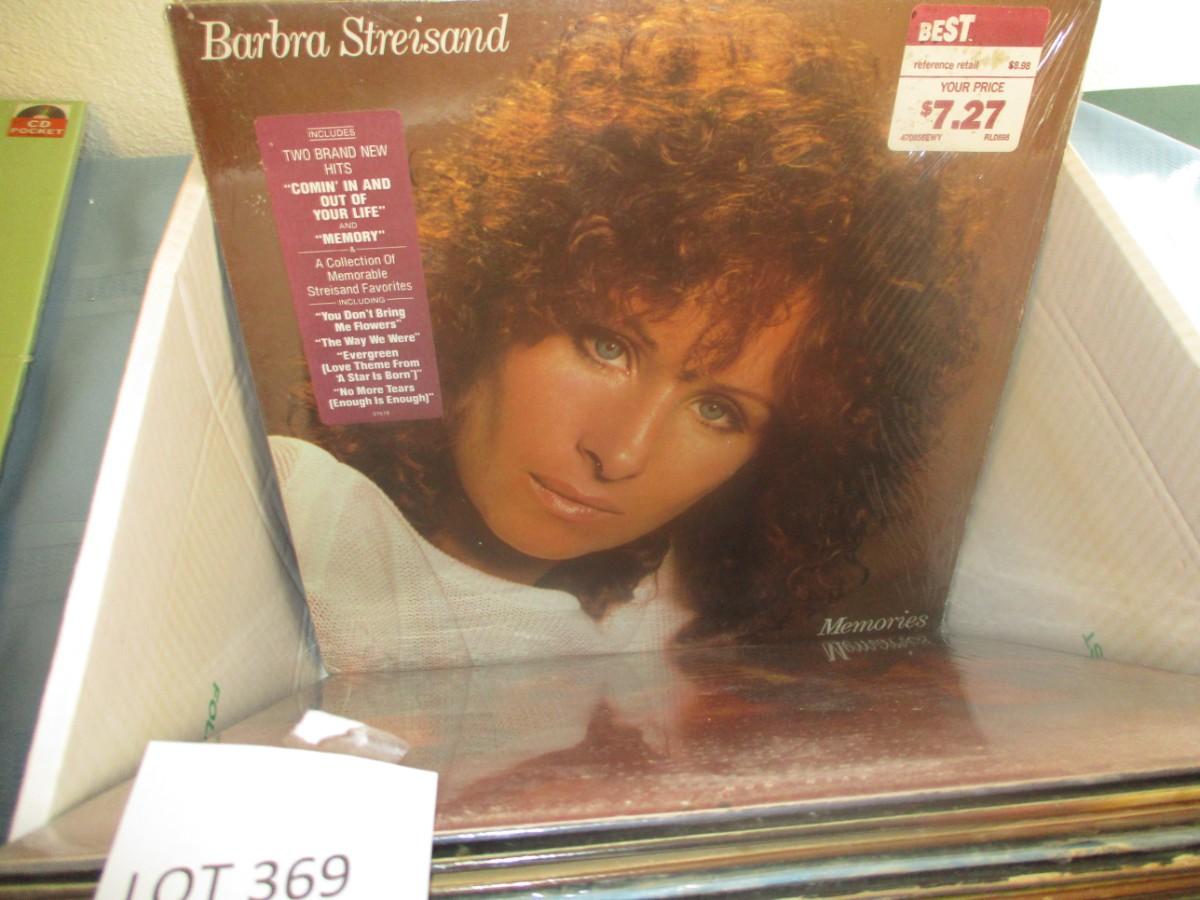 Barbra Streisand
BEST
reference retail $8.98
YOUR PRICE
$7.27
CD
POCKET
INCLUDES
TWO BRAND NEW
HITS
"COMIN' IN AND
OUT OF
YOUR LIFE"
AND
"MEMORY"
&
A Collection Of
Memorable
Streisand Favorites
INCLUDING
"You Don't Bring
Me Flowers"
"The Way We Were"
"Evergreen
(Love Theme From
'A Star Is Born')"
"No More Tears
(Enough Is Enough)"
Memories
LOT 369